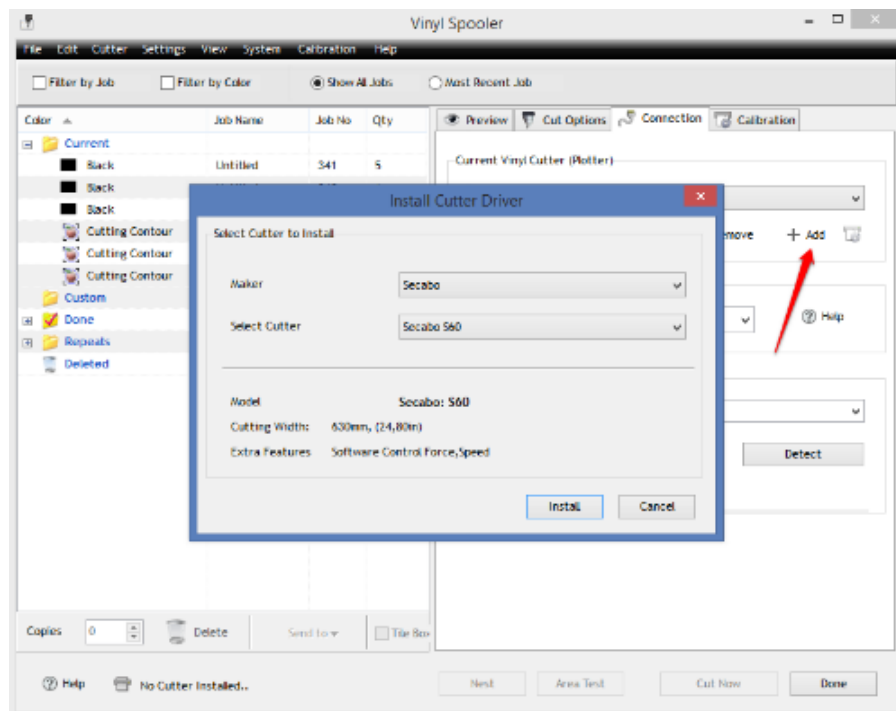 Vinyl Spooler
File Edit Cutter Settings View System Calibration Help
Filter by Job Filter by Color Show All Jobs Most Recent Job
Color Job Name Job No Qty
Preview Cut Options Connection Calibration
Current
Black Untitled 341 5
Black
Black
Cutting Contour
Cutting Contour
Cutting Contour
Custom
Done
Repeats
Deleted
Current Vinyl Cutter (Plotter)
Add
Help
Detect
Install Cutter Driver
Select Cutter to Install
Maker Secabo
Select Cutter Secabo S60
Model Secabo: S60
Cutting Width: 630mm, (24,80in)
Extra Features Software Control Force,Speed
Install Cancel
Copies 0 Delete Send to Tile Box
Help No Cutter Installed.. Nest Area Test Cut Now Done